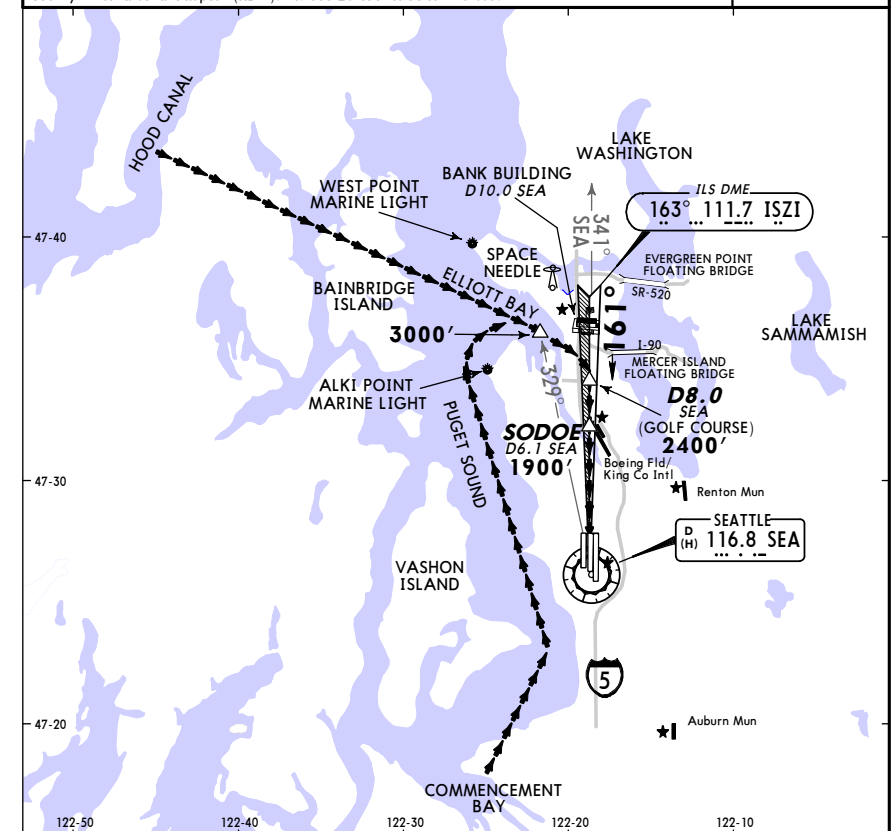 HOOD CANAL
LAKE
WASHINGTON
BANK BUILDING
D10.0 SEA
WEST POINT
MARINE LIGHT
ILS DME
163° 111.7 ISZI
341°
SEA
47-40
SPACE
NEEDLE
EVERGREEN POINT
FLOATING BRIDGE
SR-520
ELLIOTT BAY
BAINBRIDGE
ISLAND
161°
LAKE
SAMMAMISH
3000'
I-90
MERCER ISLAND
FLOATING BRIDGE
329°
ALKI POINT
MARINE LIGHT
D8.0
SEA
(GOLF COURSE)
2400'
PUGET SOUND
SODOE
D6.1 SEA
1900'
Boeing Fld/
King Co Intl
47-30
Renton Mun
SEATTLE
D
(H) 116.8 SEA
VASHON
ISLAND
5
47-20
Auburn Mun
COMMENCEMENT
BAY
122-50
122-40
122-30
122-20
122-10